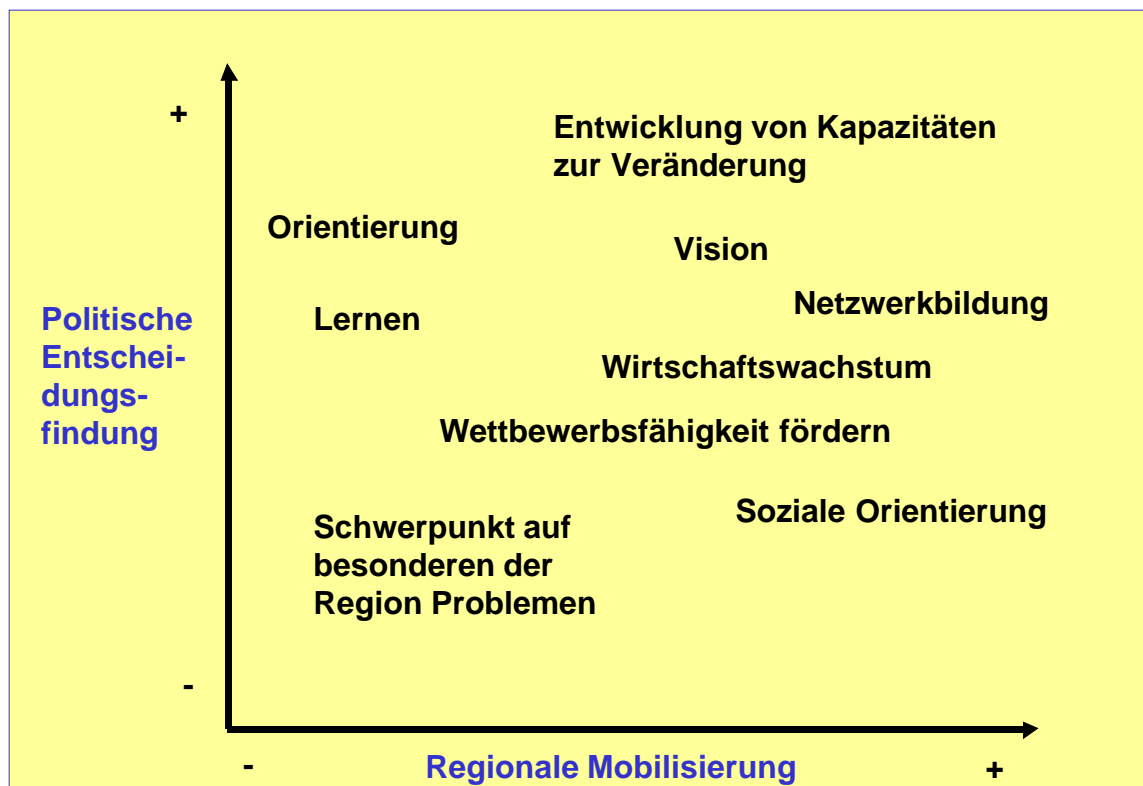 +
Entwicklung von Kapazitäten
zur Veränderung
Orientierung
Vision
Netzwerkbildung
Politische
Entschei-
dungs-
findung
Lernen
Wirtschaftswachstum
Wettbewerbsfähigkeit fördern
Soziale Orientierung
Schwerpunkt auf
besonderen der
Region Problemen
-
-
Regionale Mobilisierung
+